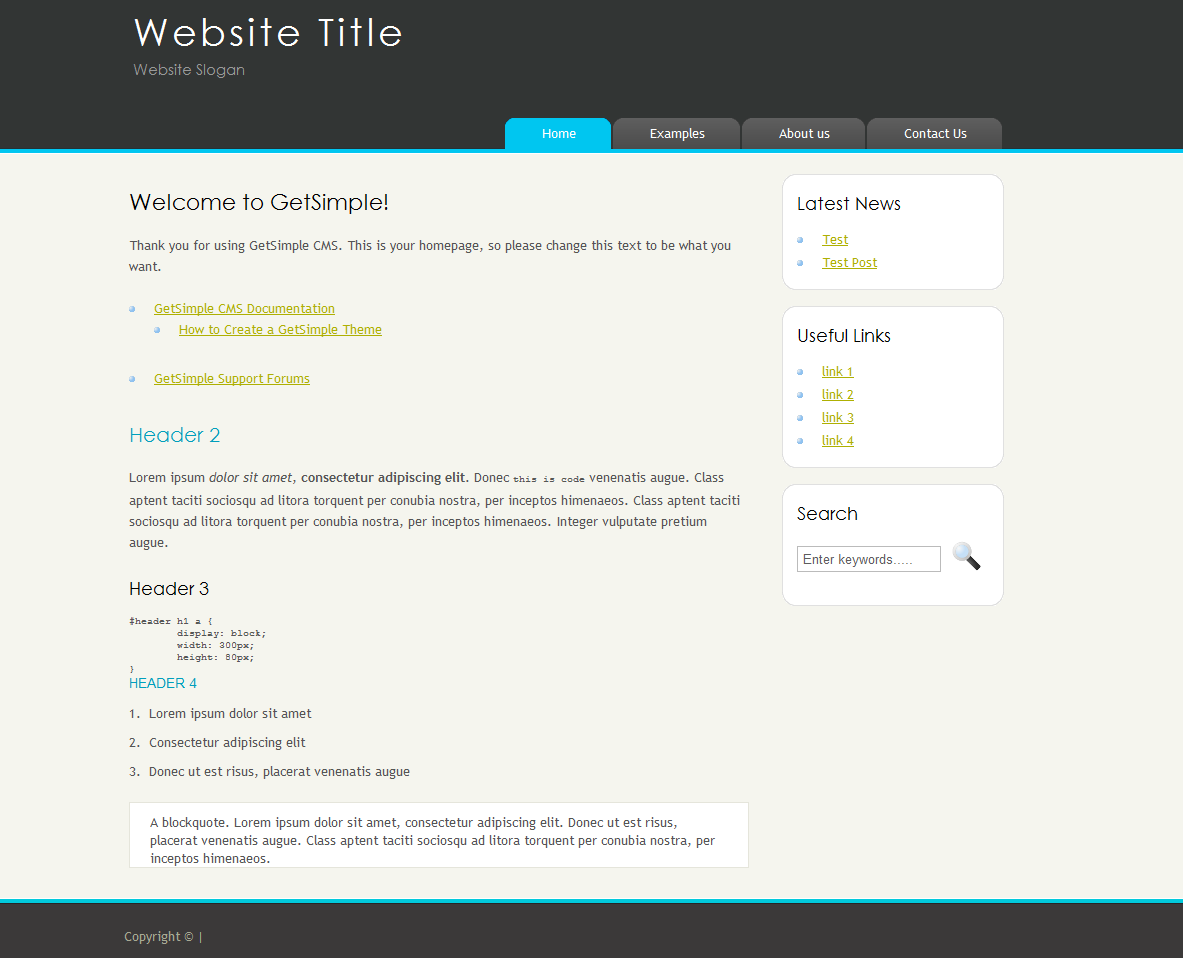 Website Title
Website Slogan
Home Examples About us Contact Us
Welcome to GetSimple!
Thank you for using GetSimple CMS. This is your homepage, so please change this text to be what you
want.
GetSimple CMS Documentation
How to Create a GetSimple Theme
GetSimple Support Forums
Header 2
Lorem ipsum dolor sit amet, consectetur adipiscing elit. Donec this is code venenatis augue. Class
aptent taciti sociosqu ad litora torquent per conubia nostra, per inceptos himenaeos. Class aptent taciti
sociosqu ad litora torquent per conubia nostra, per inceptos himenaeos. Integer vulputate pretium
augue.
Header 3
#header h1 a {
display: block;
width: 300px;
height: 80px;
}
HEADER 4
1. Lorem ipsum dolor sit amet
2. Consectetur adipiscing elit
3. Donec ut est risus, placerat venenatis augue
A blockquote. Lorem ipsum dolor sit amet, consectetur adipiscing elit. Donec ut est risus,
placerat venenatis augue. Class aptent taciti sociosqu ad litora torquent per conubia nostra, per
inceptos himenaeos.
Latest News
Test
Test Post
Useful Links
link 1
link 2
link 3
link 4
Search
Enter keywords.....
Copyright © |